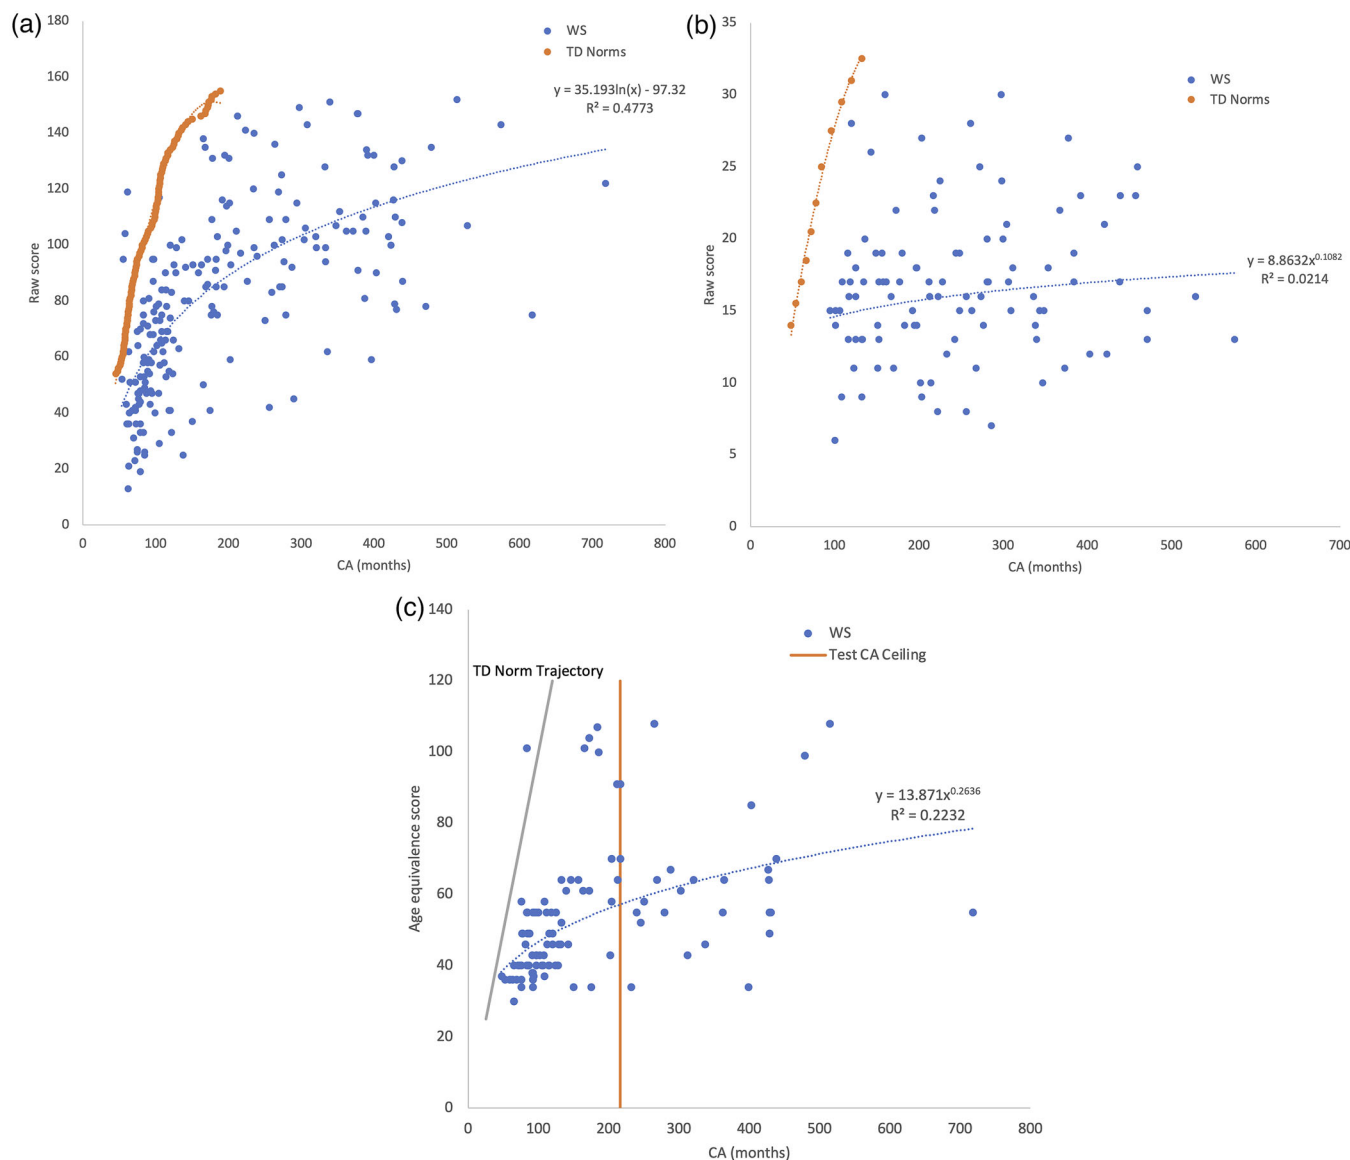 (a)
180
160
140
120
100
80
60
40
20
0
Raw score
0 100 200 300 400 500 600 700 800
CA (months)
WS
TD Norms
y = 35.193ln(x) - 97.32
R² = 0.4773
(b)
35
30
25
20
15
10
5
0
Raw score
0 100 200 300 400 500 600 700
CA (months)
WS
TD Norms
y = 8.8632x^0.1082
R² = 0.0214
(c)
140
120
100
80
60
40
20
0
Age equivalence score
0 100 200 300 400 500 600 700 800
CA (months)
WS
Test CA Ceiling
TD Norm Trajectory
y = 13.871x^0.2636
R² = 0.2232